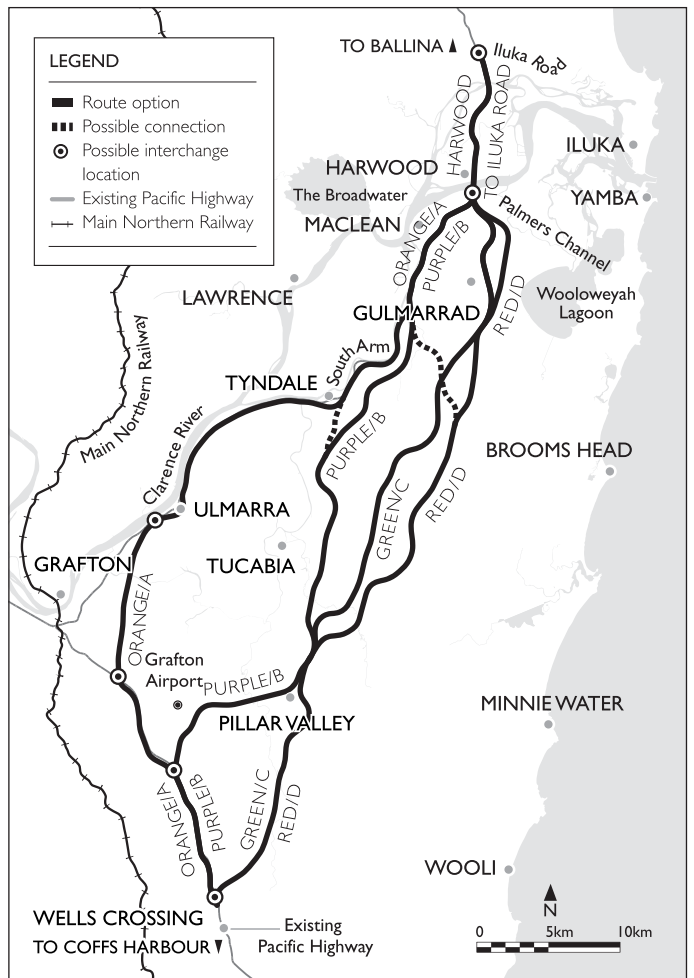 TO BALLINA
Iluka Road
LEGEND
Route option
Possible connection
Possible interchange
location
Existing Pacific Highway
Main Northern Railway
HARWOOD
TO ILUKA ROAD
ILUKA
HARWOOD
The Broadwater
YAMBA
MACLEAN
Palmers Channel
ORANGE/A
PURPLE/B
LAWRENCE
RED/D
Wooloweyah
Lagoon
GULMARRAD
South Arm
TYNDALE
Main Northern Railway
Clarence River
PURPLE/B
BROOMS HEAD
RED/D
GREEN/C
ULMARRA
GRAFTON
TUCABIA
ORANGE/A
Grafton
Airport
PURPLE/B
MINNIE WATER
PILLAR VALLEY
ORANGE/A
PURPLE/B
GREEN/C
RED/D
WOOLI
N
WELLS CROSSING
TO COFFS HARBOUR
Existing
Pacific Highway
0 5km 10km